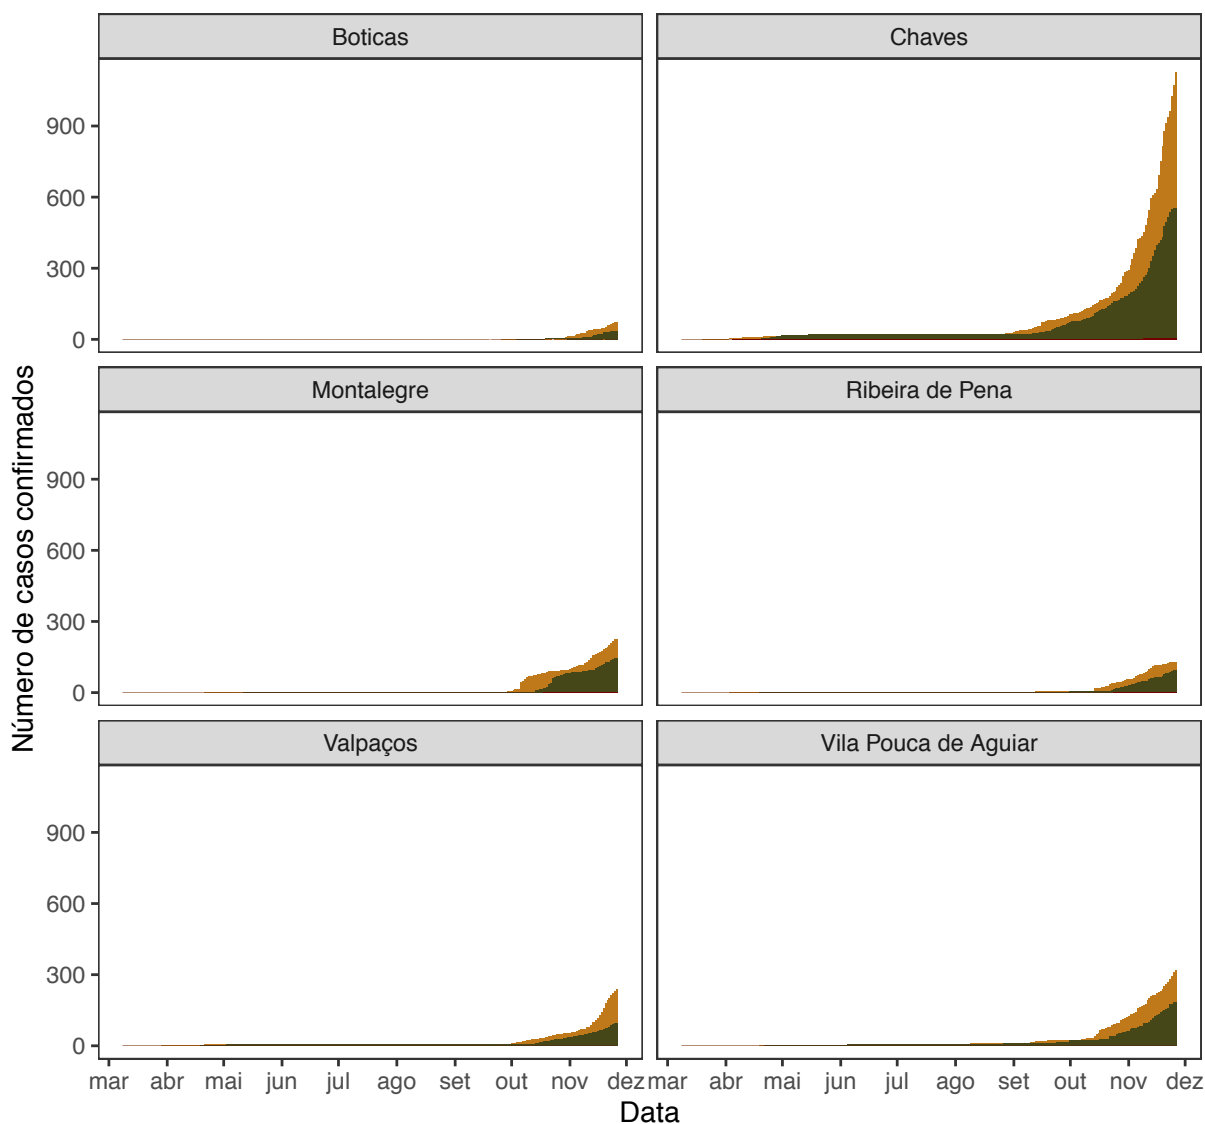 Boticas
Chaves
900
600
300
0
Montalegre
Ribeira de Pena
900
600
300
0
Valpaços
Vila Pouca de Aguiar
900
600
300
0
mar abr mai jun jul ago set out nov dez
mar abr mai jun jul ago set out nov dez
Data
Número de casos confirmados